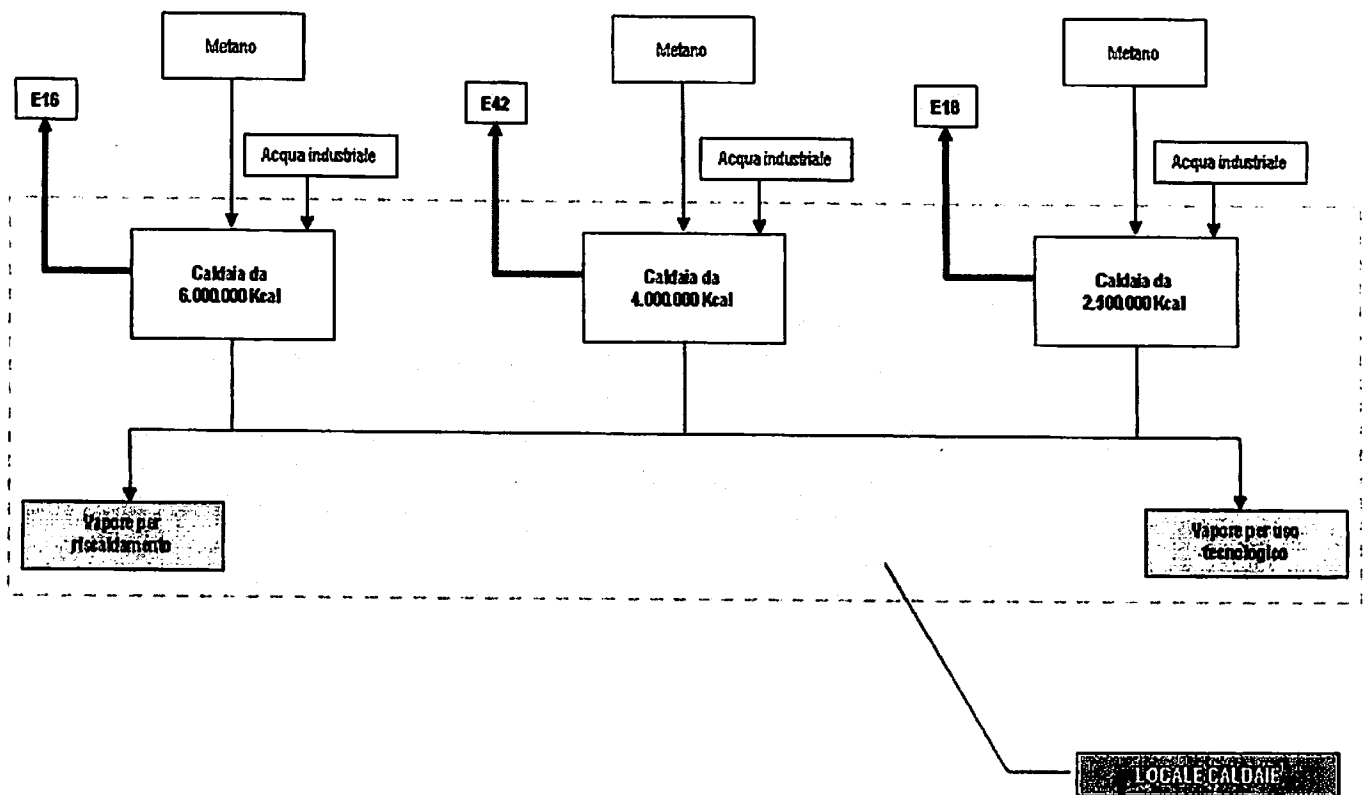 Metano
Metano
Metano
E16
E42
E18
Acqua industriale
Acqua industriale
Acqua industriale
Caldaia da
6.000.000 Kcal
Caldaia da
4.000.000 Kcal
Caldaia da
2.500.000 Kcal
Vapore per
riscaldamento
Vapore per uso
tecnologico
LOCALE CALDAIE